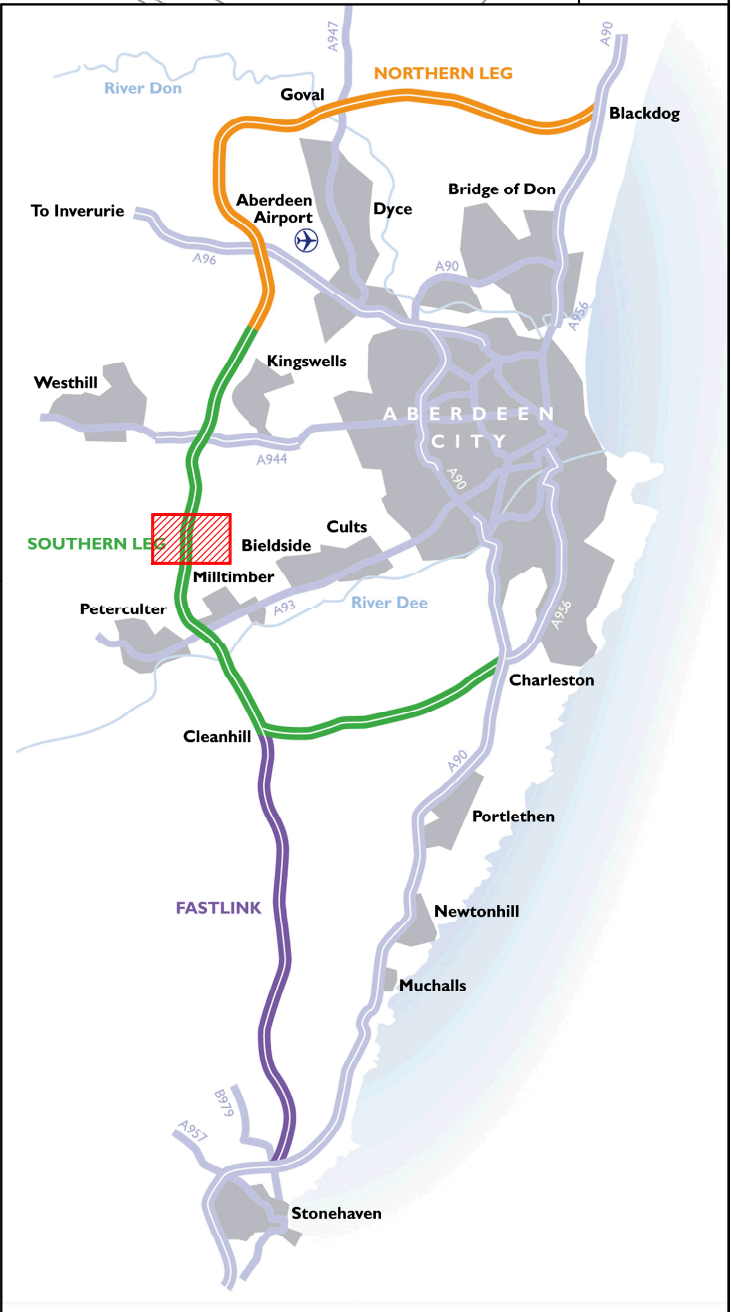 A947
A90
NORTHERN LEG
River Don
Goval
Blackdog
Bridge of Don
Aberdeen
Airport
Dyce
To Inverurie
A96
A90
A956
Kingswells
Westhill
ABERDEEN
CITY
A944
A90
Cults
SOUTHERN LEG
Bieldside
Milltimber
Peterculter
A93
River Dee
A956
Charleston
Cleanhill
A90
Portlethen
FASTLINK
Newtonhill
Muchalls
B979
A957
Stonehaven